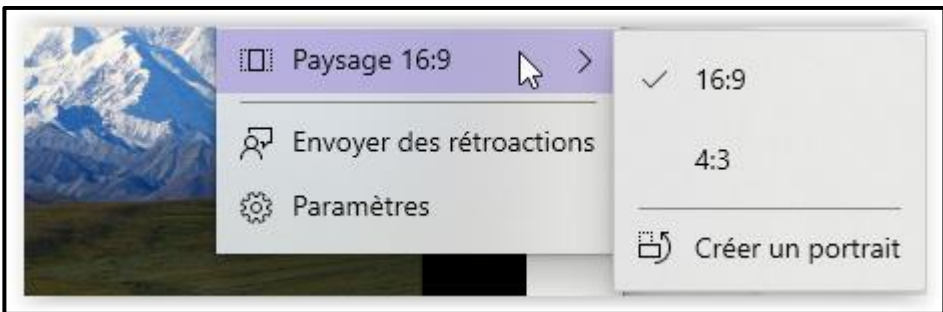 Paysage 16:9
Envoyer des rétroactions
Paramètres
16:9
4:3
Créer un portrait